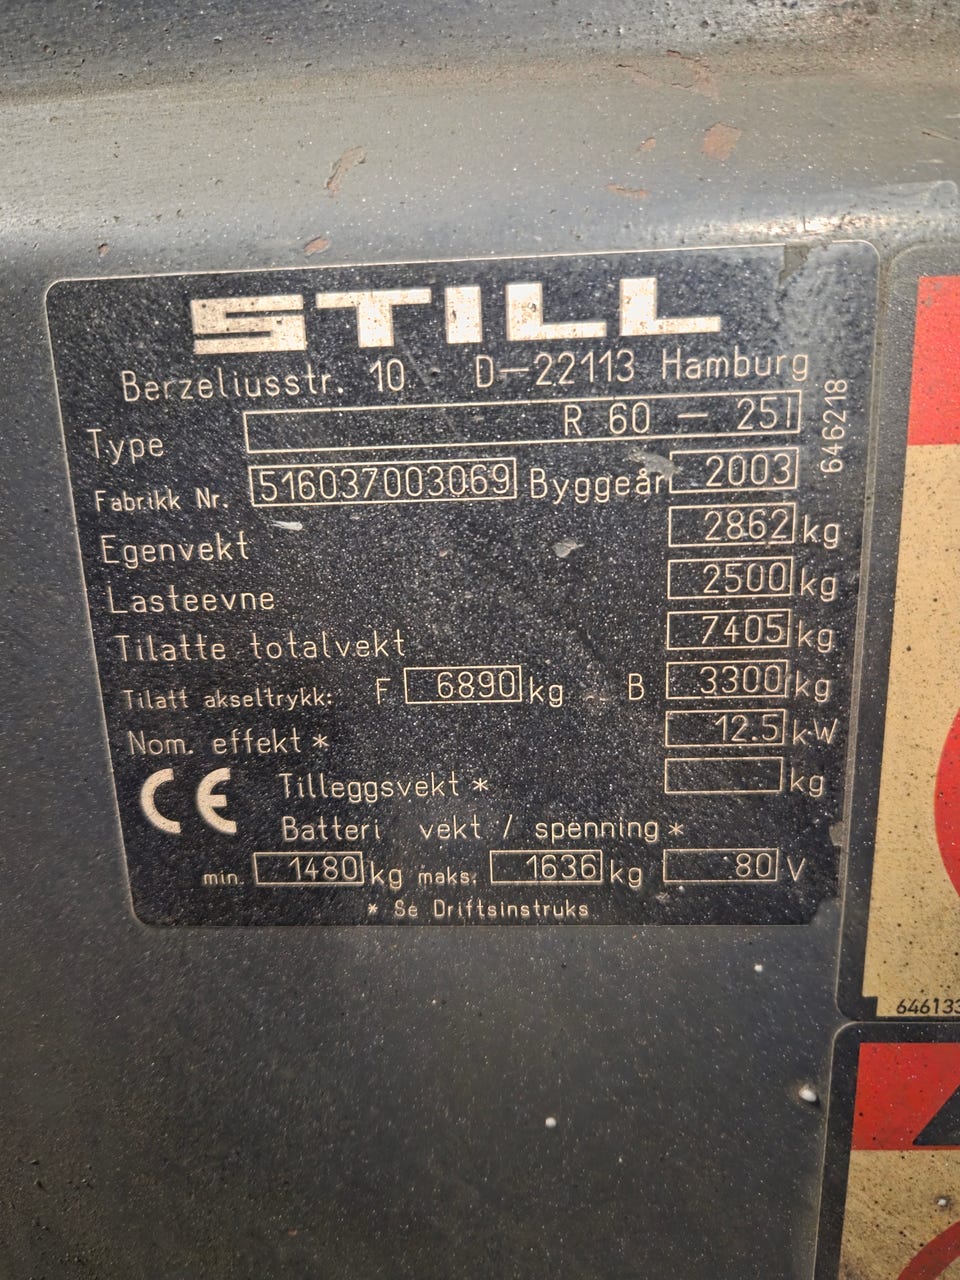 STILL
Berzeliusstr. 10 D-22113 Hamburg
Type R 60 - 25I
646218
Fabrikk Nr. 516037003069 Byggeår 2003
Egenvekt 2862 kg
Lasteevne 2500 kg
Tilatte totalvekt 7405 kg
Tilatt akseltrykk: F 6890 kg B 3300 kg
Nom. effekt * 12.5 kW
CE Tilleggsvekt * kg
Batteri vekt / spenning *
min. 1480 kg maks. 1636 kg 80 V
* Se Driftsinstruks